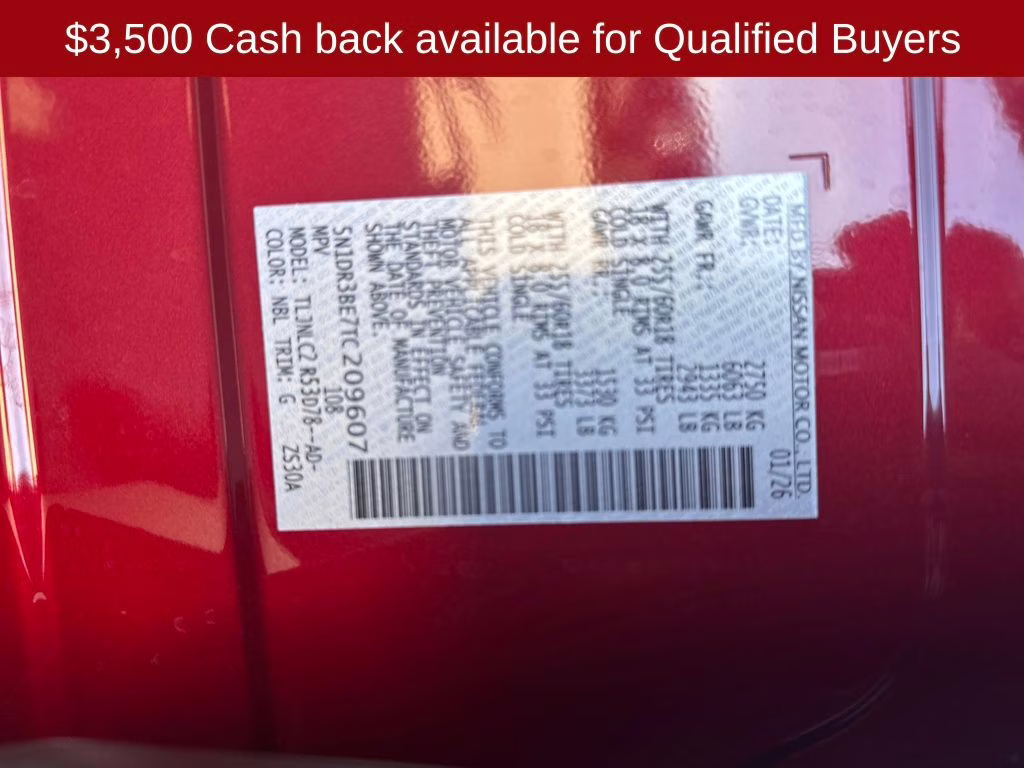 $3,500 Cash back available for Qualified Buyers
MFD BY NISSAN MOTOR CO., LTD.
DATE: 01/26
GVWR: 2750 KG
6063 LB
GAWR FR.: 1335 KG
2943 LB
WITH 255/60R18 TIRES
18 X 8.0 RIMS AT 33 PSI
COLD SINGLE
GAWR RR.: 1530 KG
3373 LB
WITH 255/60R18 TIRES
18 X 8.0 RIMS AT 33 PSI
COLD SINGLE
THIS VEHICLE CONFORMS TO
ALL APPLICABLE FEDERAL
MOTOR VEHICLE SAFETY AND
THEFT PREVENTION
STANDARDS IN EFFECT ON
THE DATE OF MANUFACTURE
SHOWN ABOVE.
5N1DR3BE7TC209607
MPV 108
MODEL: TLJNLC2 R53D78--AD-
COLOR: NBL TRIM: G ZS30A